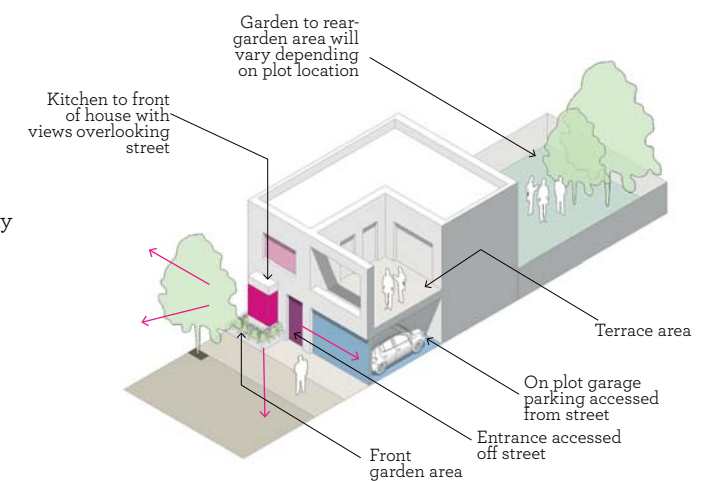 Garden to rear-
garden area will
vary depending
on plot location
Kitchen to front
of house with
views overlooking
street
y
Terrace area
On plot garage
parking accessed
from street
Entrance accessed
off street
Front
garden area